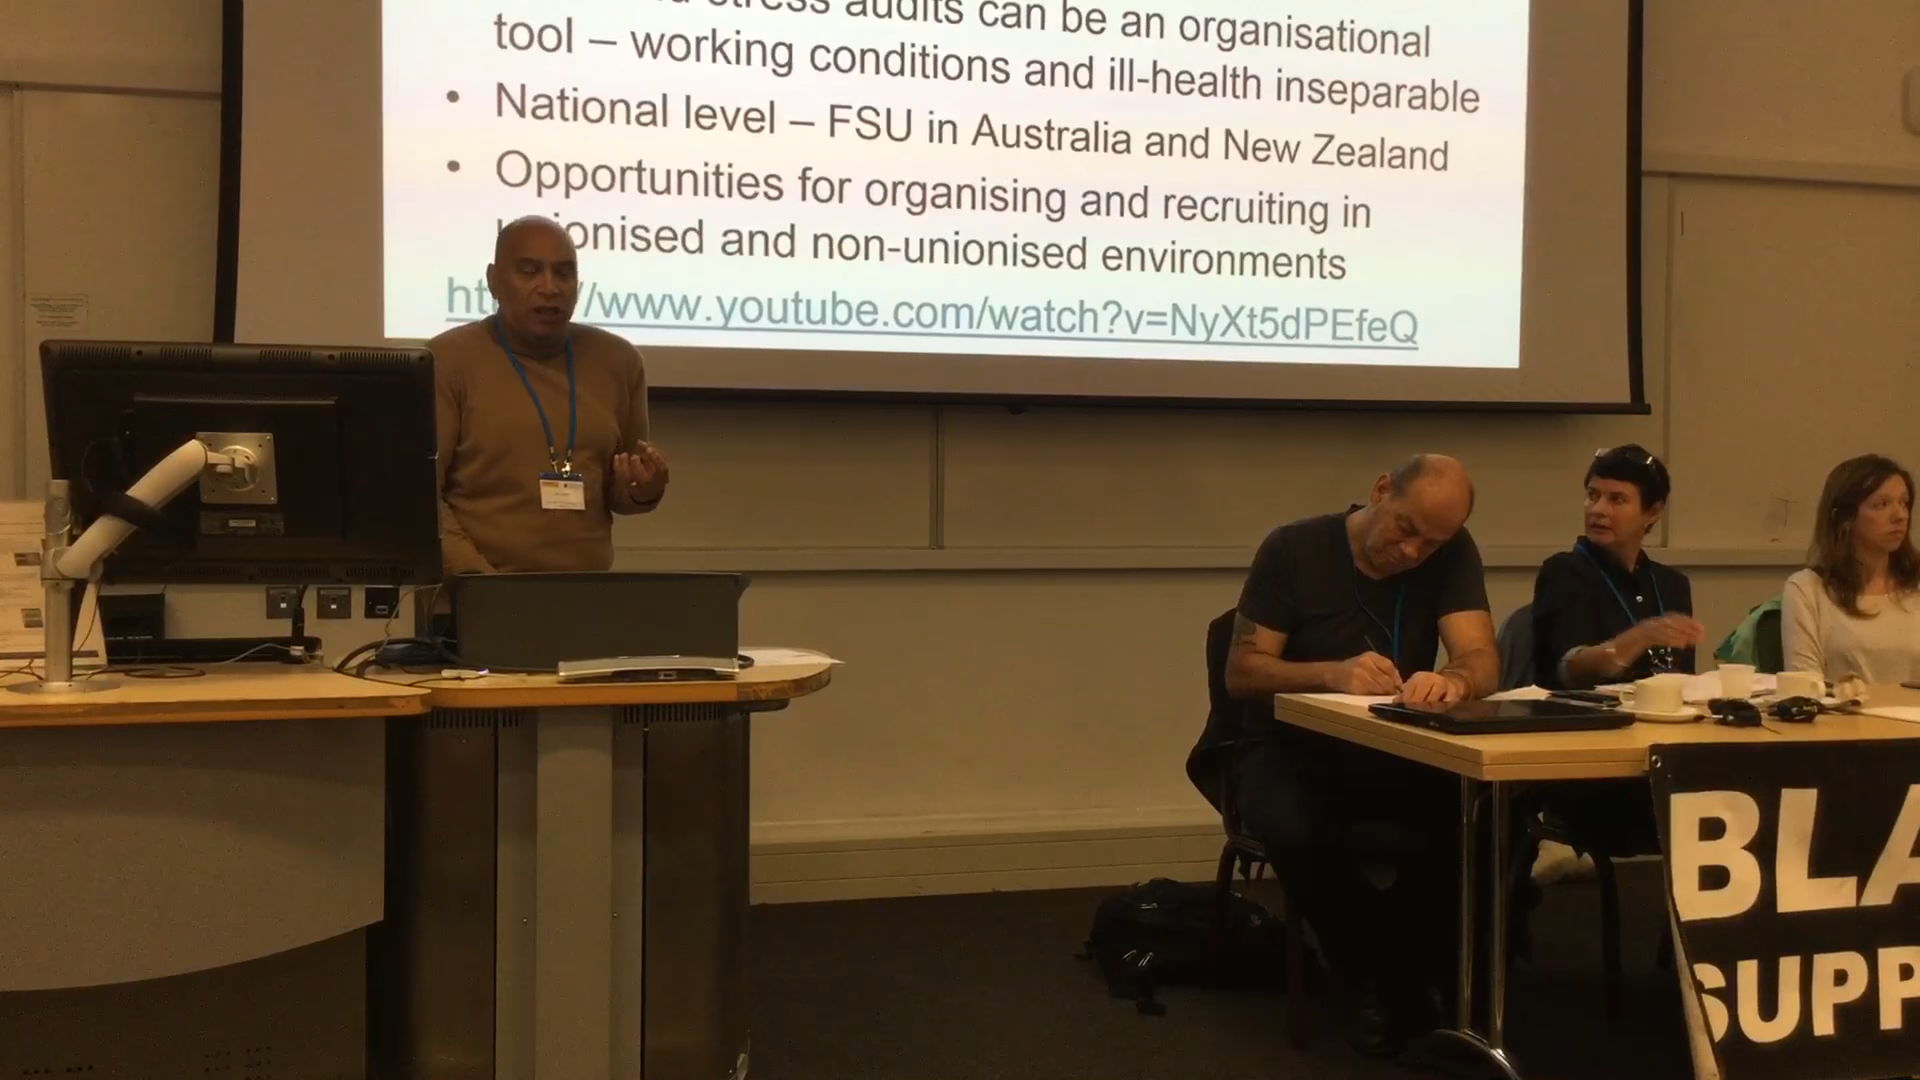 stress audits can be an organisational
tool – working conditions and ill-health inseparable
• National level – FSU in Australia and New Zealand
• Opportunities for organising and recruiting in
onised and non-unionised environments
ht //www.youtube.com/watch?v=NyXt5dPEfeQ
BLA
SUPP